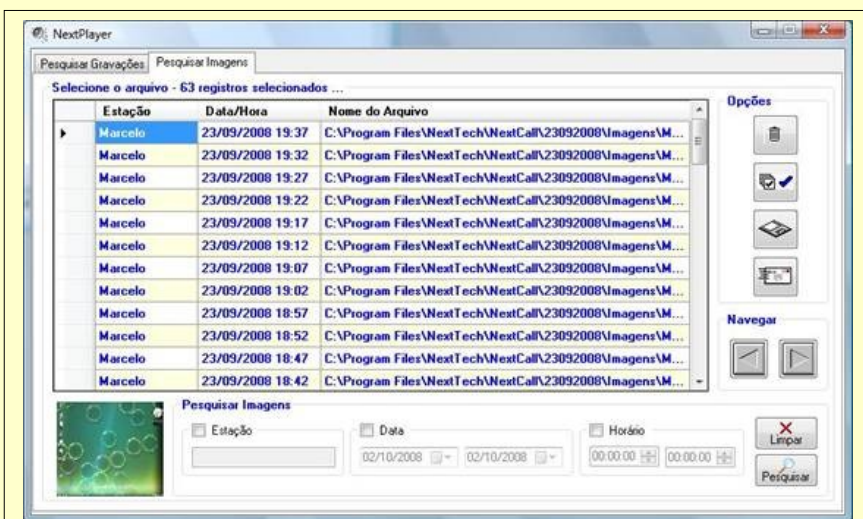 NextPlayer
Pesquisar Gravações Pesquisar Imagens
Selecione o arquivo - 63 registros selecionados ...
Opções
Estação Data/Hora Nome do Arquivo
Marcelo 23/09/2008 19:37 C:\Program Files\NextTech\NextCall\23092008\Imagens\M...
Marcelo 23/09/2008 19:32 C:\Program Files\NextTech\NextCall\23092008\Imagens\M...
Marcelo 23/09/2008 19:27 C:\Program Files\NextTech\NextCall\23092008\Imagens\M...
Marcelo 23/09/2008 19:22 C:\Program Files\NextTech\NextCall\23092008\Imagens\M...
Marcelo 23/09/2008 19:17 C:\Program Files\NextTech\NextCall\23092008\Imagens\M...
Marcelo 23/09/2008 19:12 C:\Program Files\NextTech\NextCall\23092008\Imagens\M...
Marcelo 23/09/2008 19:07 C:\Program Files\NextTech\NextCall\23092008\Imagens\M...
Marcelo 23/09/2008 19:02 C:\Program Files\NextTech\NextCall\23092008\Imagens\M...
Marcelo 23/09/2008 18:57 C:\Program Files\NextTech\NextCall\23092008\Imagens\M...
Marcelo 23/09/2008 18:52 C:\Program Files\NextTech\NextCall\23092008\Imagens\M...
Marcelo 23/09/2008 18:47 C:\Program Files\NextTech\NextCall\23092008\Imagens\M...
Marcelo 23/09/2008 18:42 C:\Program Files\NextTech\NextCall\23092008\Imagens\M...
Navegar
Pesquisar Imagens
Estação Data Horário
02/10/2008 02/10/2008 00:00:00 00:00:00
Limpar
Pesquisar